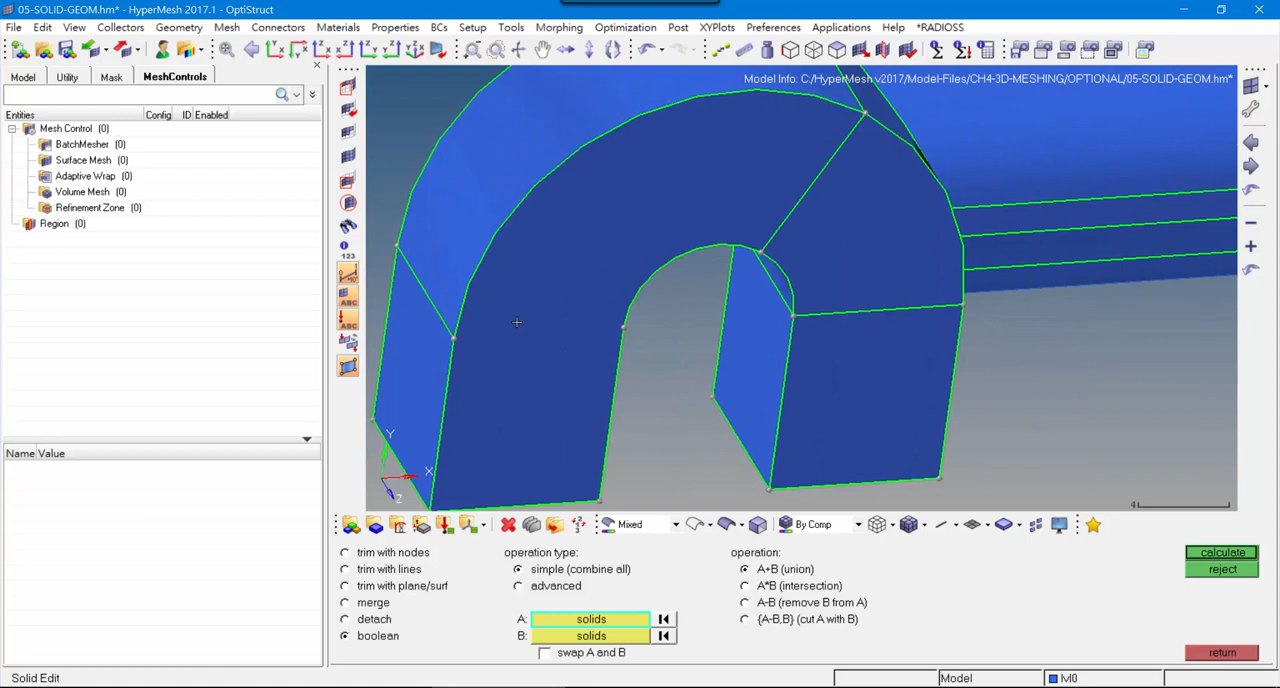 05-SOLID-GEOM.hm* - HyperMesh 2017.1 - OptiStruct
File Edit View Collectors Geometry Mesh Connectors Materials Properties BCs Setup Tools Morphing Optimization Post XYPlots Preferences Applications Help *RADIOSS
Model Utility Mask MeshControls
Model Info: C:/HyperMesh v2017/Model-Files/CH4-3D-MESHING/OPTIONAL/05-SOLID-GEOM.hm*
Entities Config ID Enabled
Mesh Control (0)
BatchMesher (0)
Surface Mesh (0)
Adaptive Wrap (0)
Volume Mesh (0)
Refinement Zone (0)
Region (0)
123
ABC
ABC
Name Value
Y
X
Z
4
Mixed
By Comp
trim with nodes
trim with lines
trim with plane/surf
merge
detach
boolean
operation type:
simple (combine all)
advanced
A: solids
B: solids
swap A and B
operation:
A+B (union)
A*B (intersection)
A-B (remove B from A)
{A-B,B} (cut A with B)
calculate
reject
return
Solid Edit
Model
lvl0